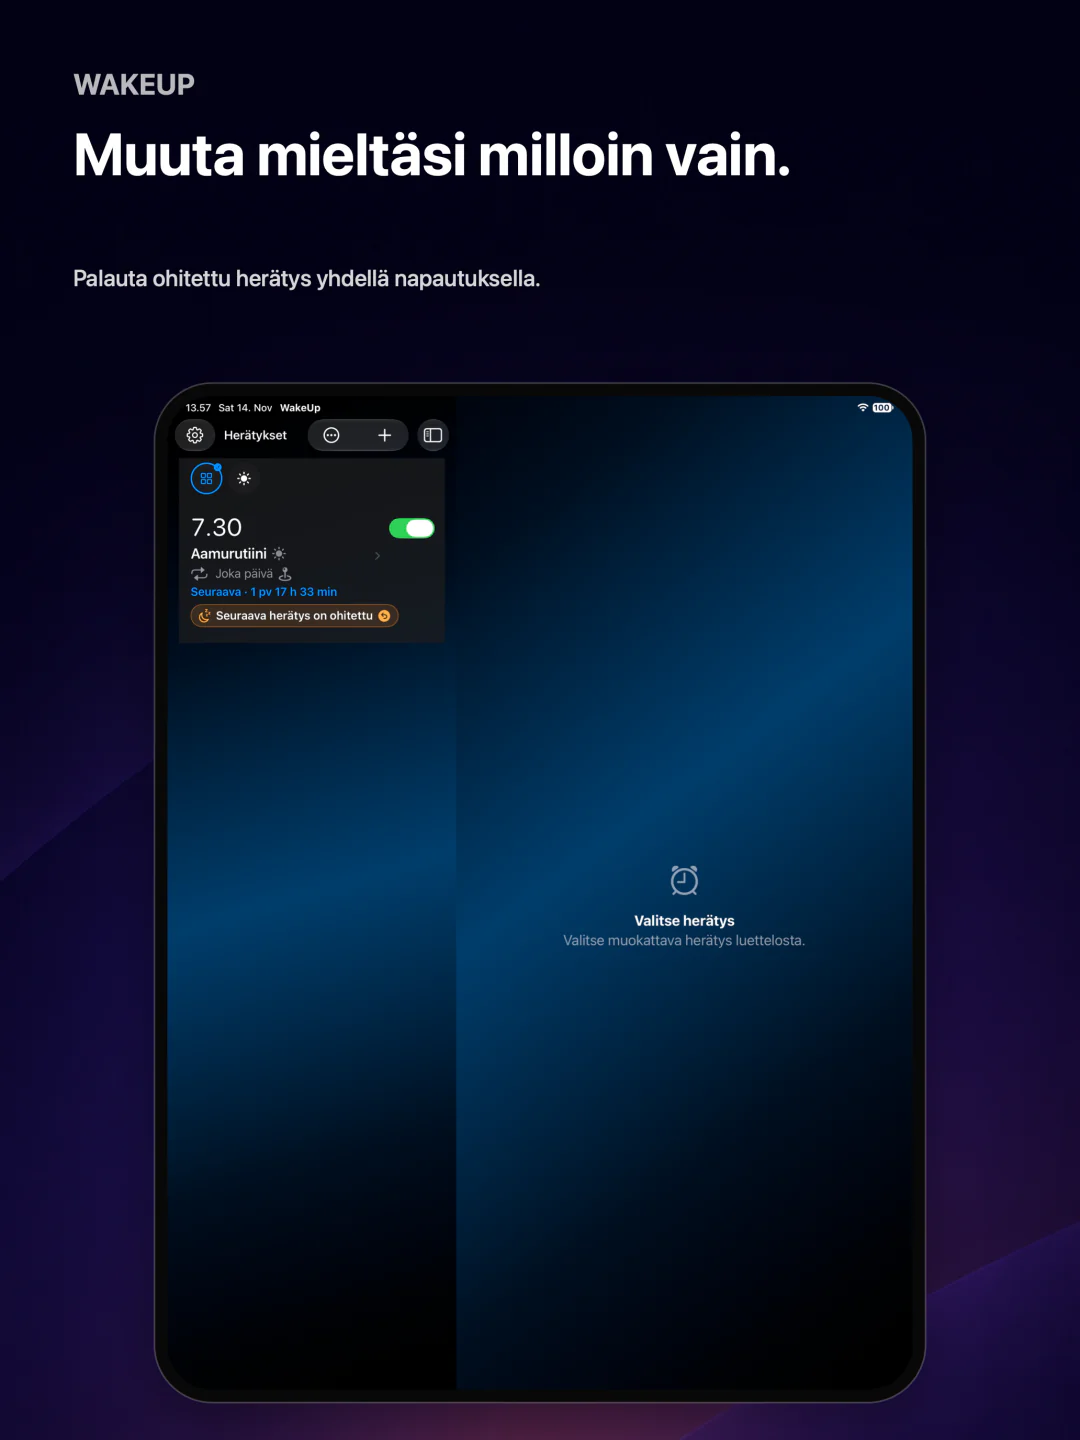 WAKEUP
Muuta mieltäsi milloin vain.
Palauta ohitettu herätys yhdellä napautuksella.
13.57 Sat 14. Nov WakeUp
100
Herätykset
7.30
Aamurutiini
Joka päivä
Seuraava · 1 pv 17 h 33 min
Seuraava herätys on ohitettu
Valitse herätys
Valitse muokattava herätys luettelosta.